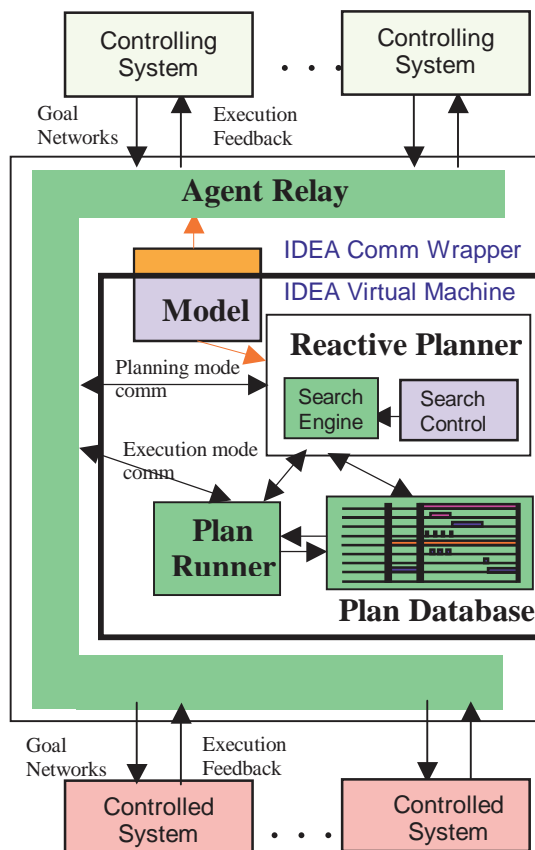 Controlling
System
. . .
Controlling
System
Goal
Networks
Execution
Feedback
Agent Relay
IDEA Comm Wrapper
IDEA Virtual Machine
Model
Reactive Planner
Planning mode
comm
Search
Engine
Search
Control
Execution mode
comm
Plan
Runner
Plan Database
Goal
Networks
Execution
Feedback
Controlled
System
. . .
Controlled
System